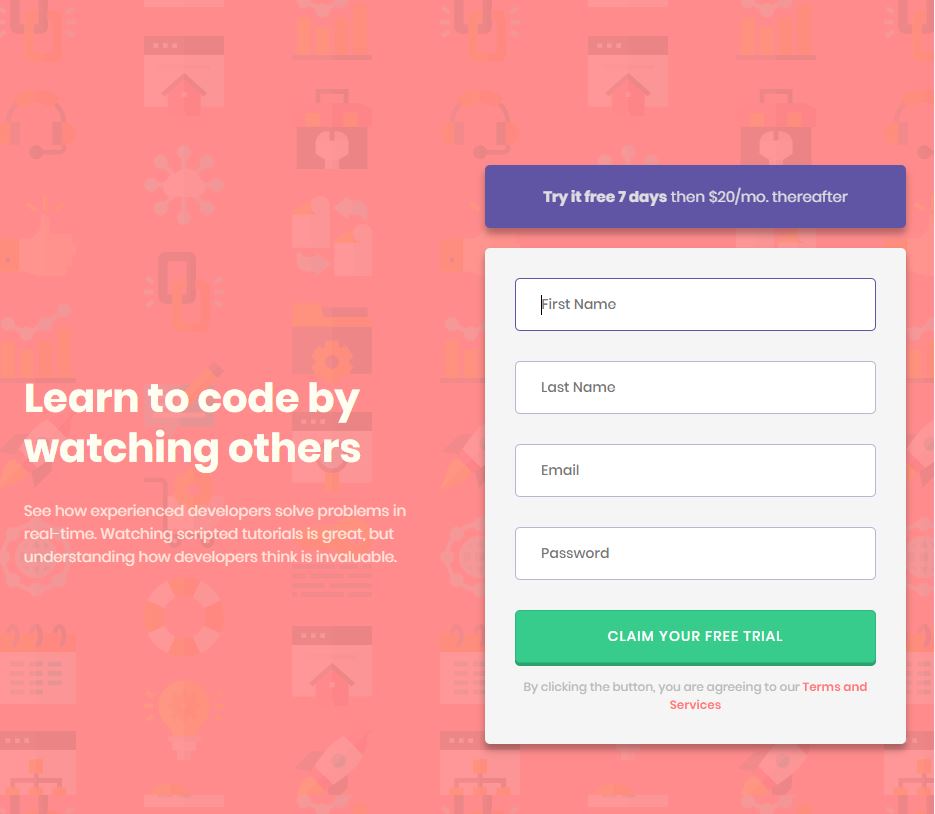 Learn to code by
watching others
See how experienced developers solve problems in
real-time. Watching scripted tutorials is great, but
understanding how developers think is invaluable.
Try it free 7 days then $20/mo. thereafter
First Name
Last Name
Email
Password
CLAIM YOUR FREE TRIAL
By clicking the button, you are agreeing to our Terms and
Services